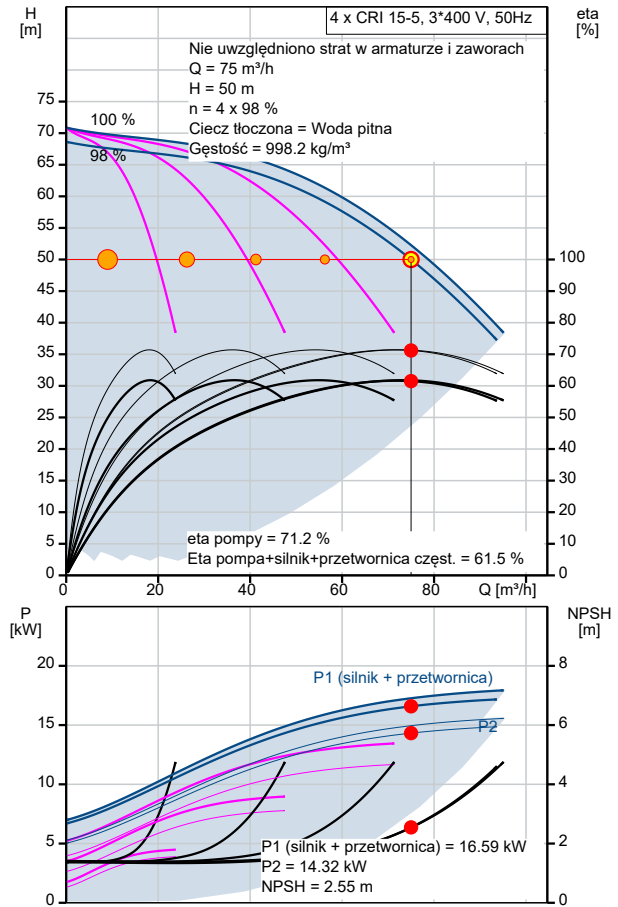 H
[m]
4 x CRI 15-5, 3*400 V, 50Hz
eta
[%]
Nie uwzględniono strat w armaturze i zaworach
Q = 75 m³/h
H = 50 m
n = 4 x 98 %
Ciecz tłoczona = Woda pitna
Gęstość = 998.2 kg/m³
100 %
98 %
75
70
65
60
55
50
45
40
35
30
25
20
15
10
5
0
100
90
80
70
60
50
40
30
20
10
0
eta pompy = 71.2 %
Eta pompa+silnik+przetwornica częst. = 61.5 %
0
20
40
60
80
Q [m³/h]
P
[kW]
NPSH
[m]
P1 (silnik + przetwornica)
P2
20
15
10
5
0
8
6
4
2
0
P1 (silnik + przetwornica) = 16.59 kW
P2 = 14.32 kW
NPSH = 2.55 m